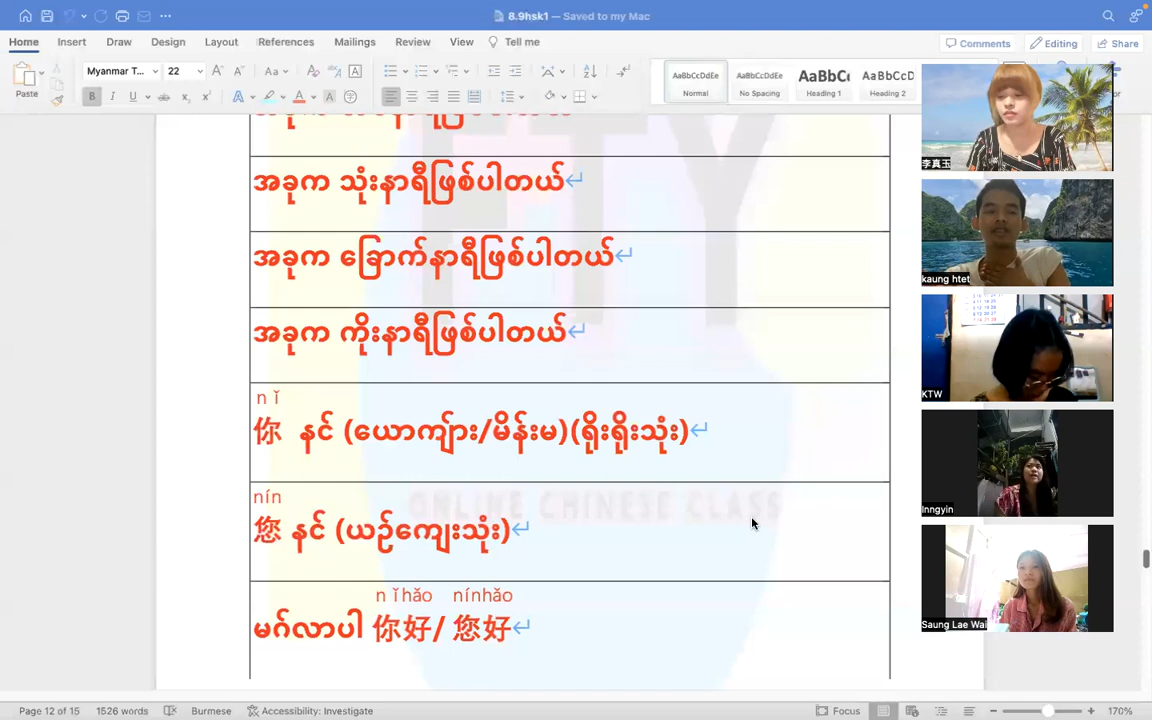 8.9hsk1 — Saved to my Mac
Home Insert Draw Design Layout References Mailings Review View Tell me Comments Editing Share
Paste Myanmar T... 22
AaBbCcDdEe AaBbCcDdEe AaBbC AaBbCcD
Normal No Spacing Heading 1 Heading 2
အခုက သုံးနာရီဖြစ်ပါတယ်
အခုက ခြောက်နာရီဖြစ်ပါတယ်
အခုက ကိုးနာရီဖြစ်ပါတယ်
nǐ
你 နင် (ယောက်ျား/မိန်းမ)(ရိုးရိုးသုံး)
nín
您 နင် (ယဉ်ကျေးသုံး)
nǐhǎo nínhǎo
မင်္ဂလာပါ 你好/ 您好
ONLINE CHINESE CLASS
李真玉
kaung htet
KTW
Inngyin
Saung Lae Wai
Page 12 of 15 1526 words Burmese Accessibility: Investigate Focus 170%